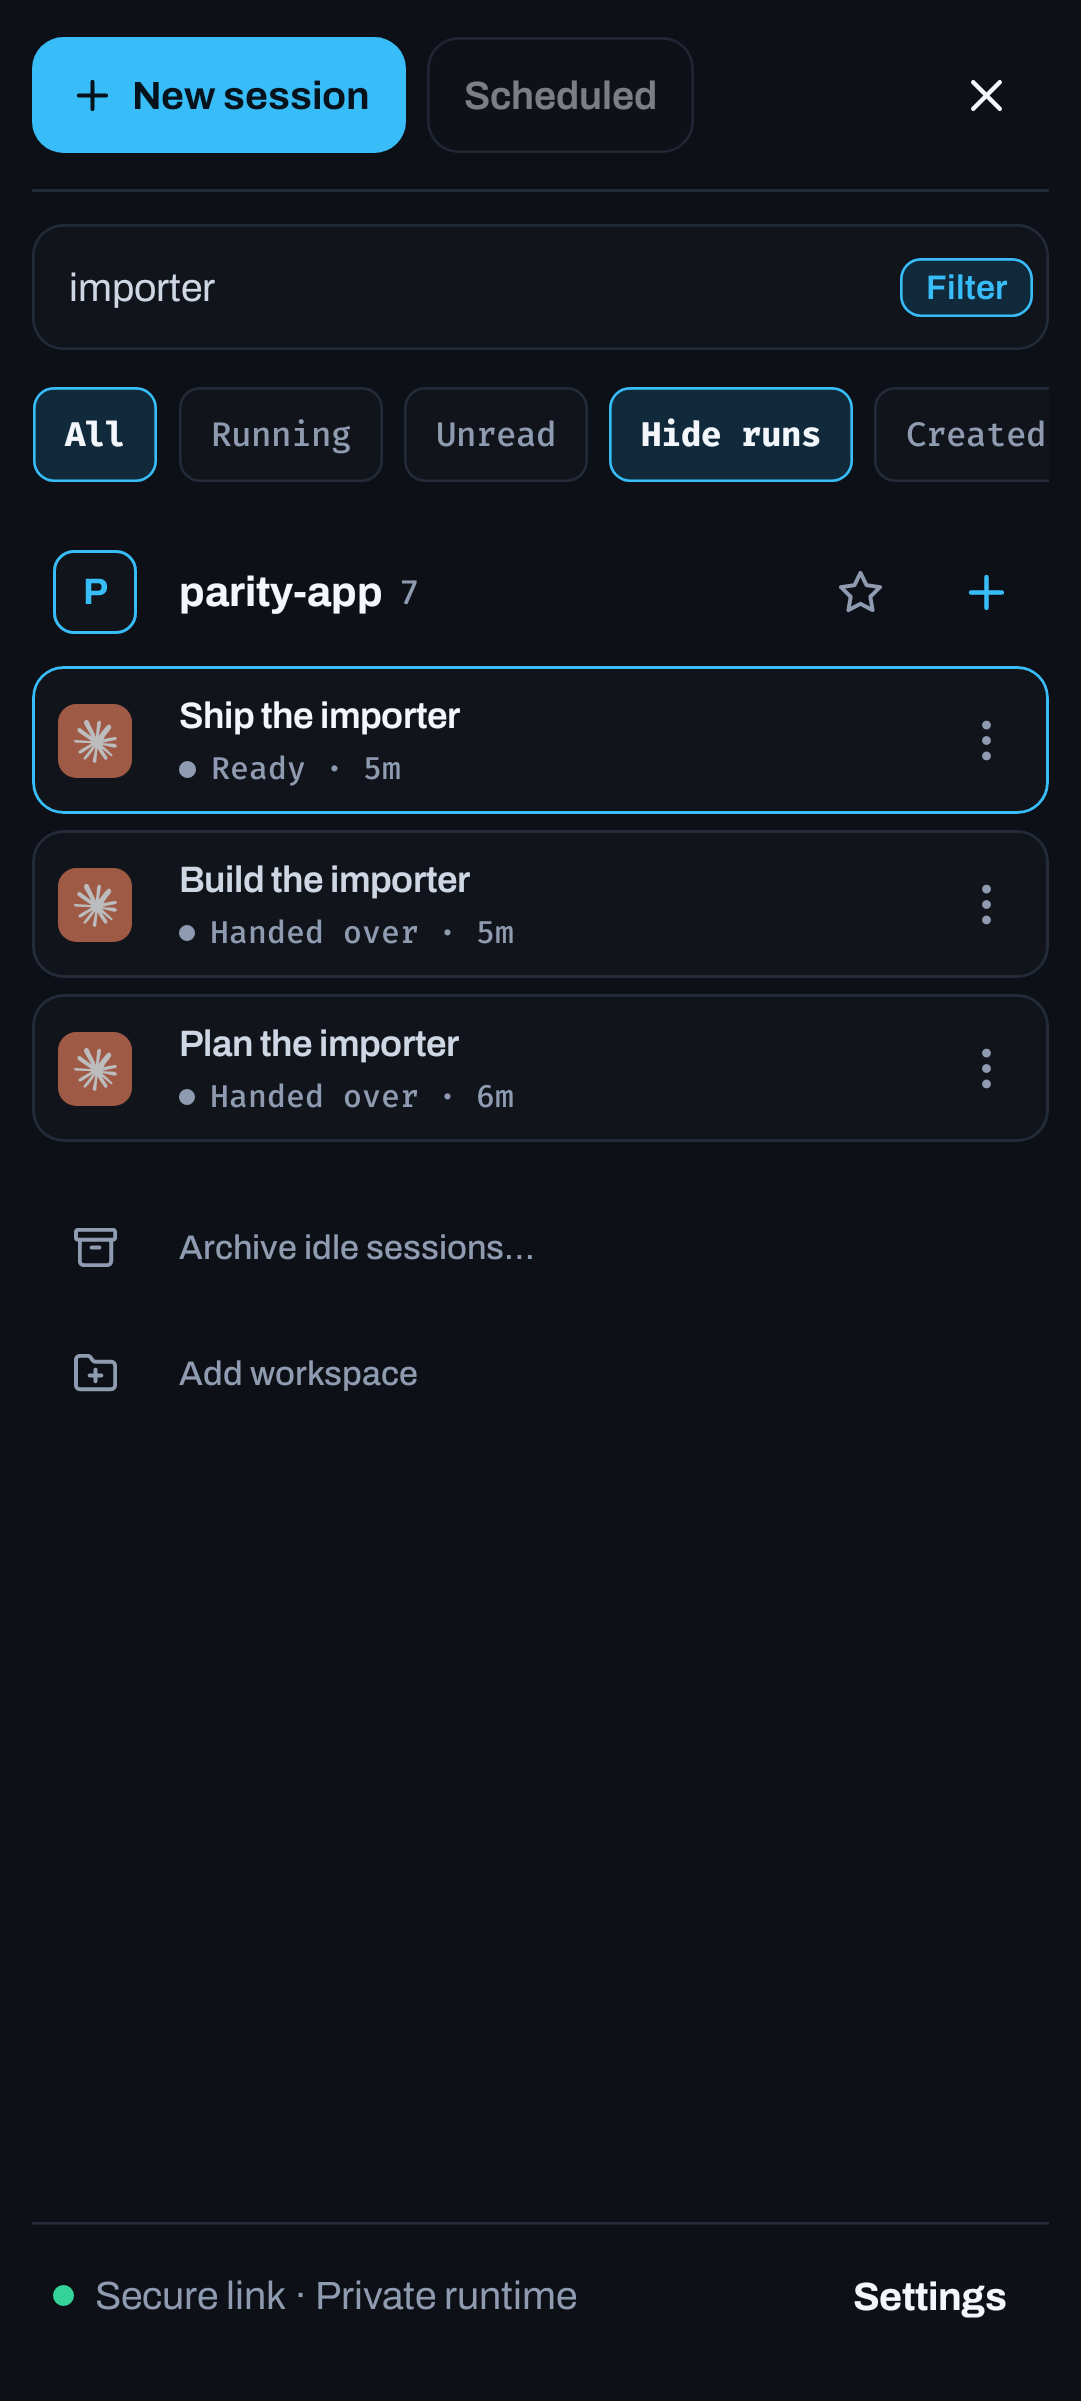 New session
Scheduled
importer
Filter
All
Running
Unread
Hide runs
Created
P
parity-app 7
Ship the importer
Ready · 5m
Build the importer
Handed over · 5m
Plan the importer
Handed over · 6m
Archive idle sessions...
Add workspace
Secure link · Private runtime
Settings